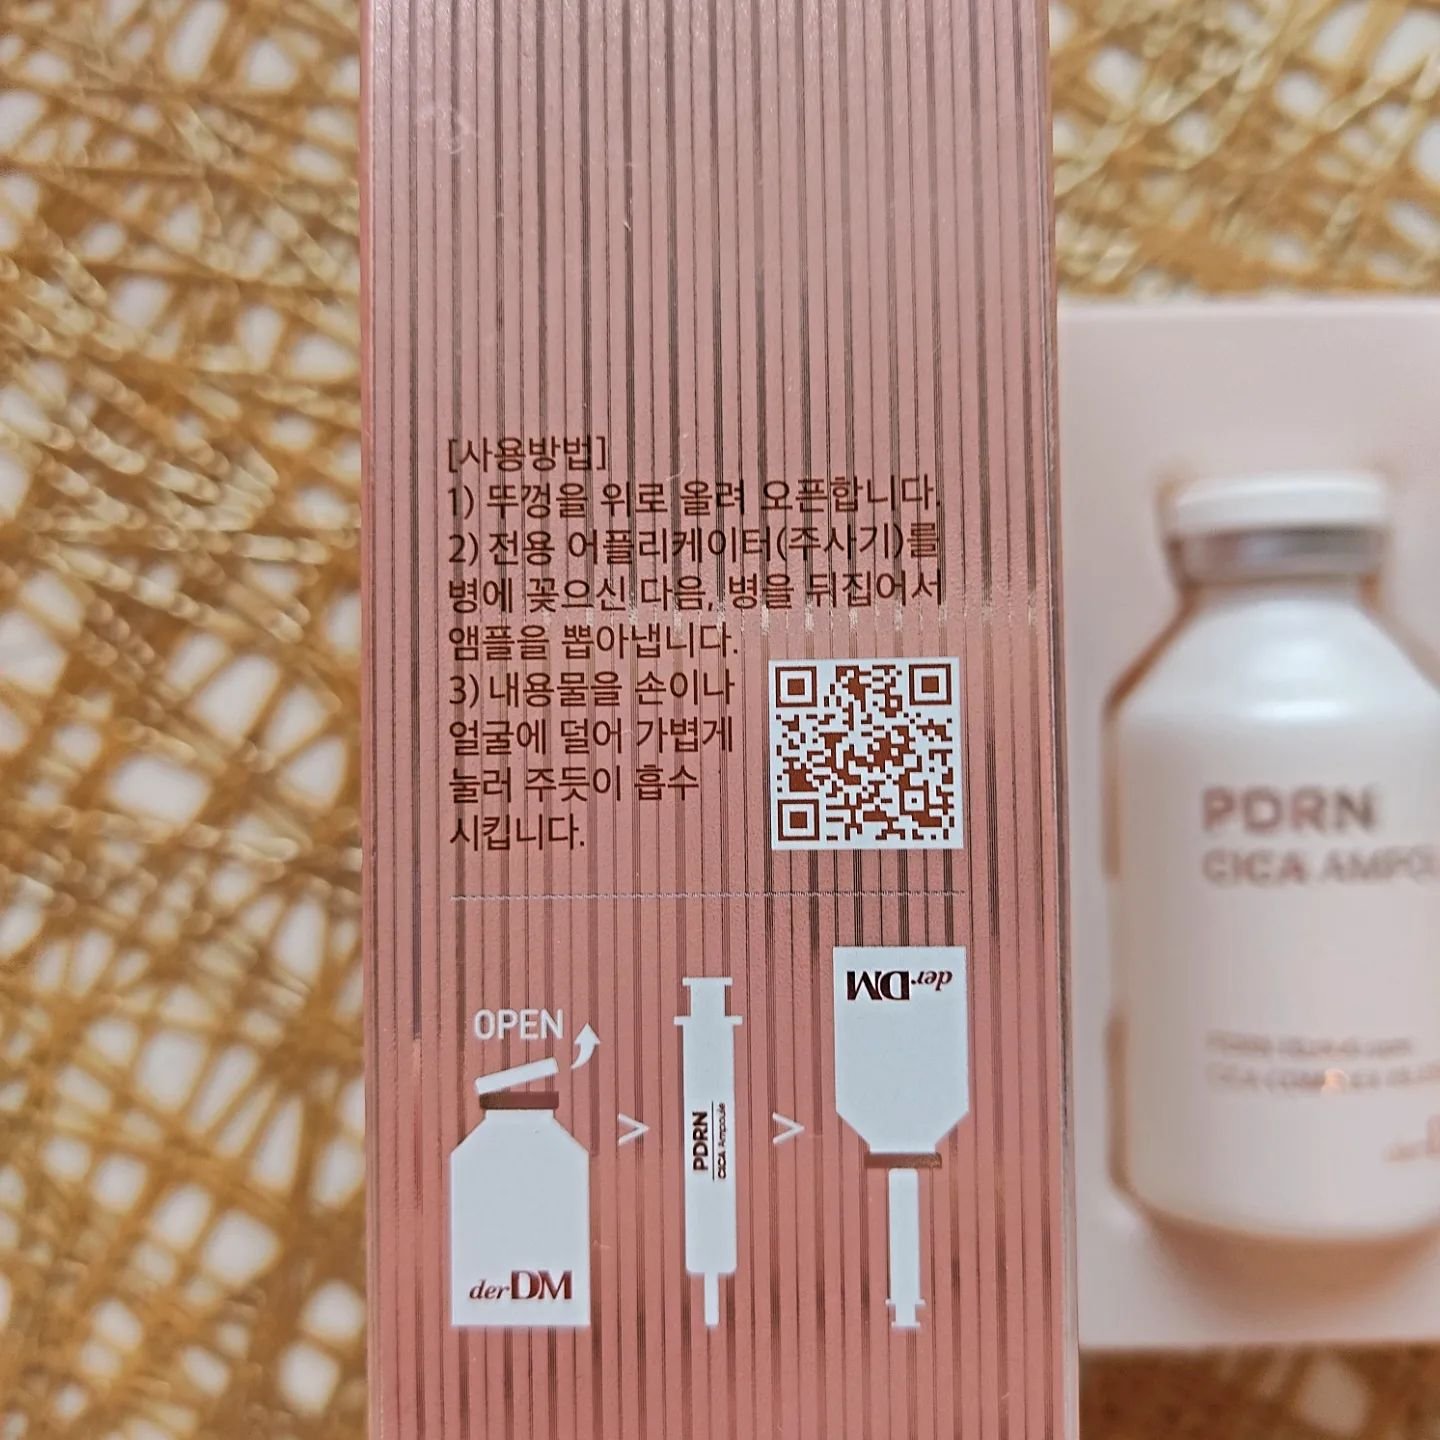 [사용방법]
1) 뚜껑을 위로 올려 오픈합니다.
2) 전용 어플리케이터(주사기)를
병에 꽂으신 다음, 병을 뒤집어서
앰플을 뽑아냅니다.
3) 내용물을 손이나
얼굴에 덜어 가볍게
눌러 주듯이 흡수
시킵니다.
OPEN
derDM
PDRN
CICA Ampoule
derDM
PDRN
CICA